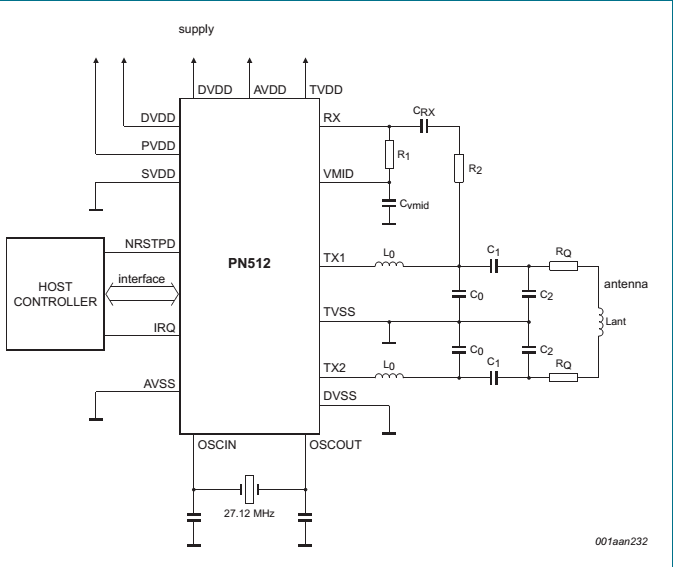 supply
DVDD AVDD TVDD
DVDD
PVDD
SVDD
RX
CRX
R1
R2
VMID
Cvmid
NRSTPD
PN512
HOST
CONTROLLER
interface
IRQ
TX1
L0
C1
RQ
antenna
C0
C2
TVSS
Lant
C0
C2
TX2
L0
C1
RQ
AVSS
DVSS
OSCIN
OSCOUT
27.12 MHz
001aan232